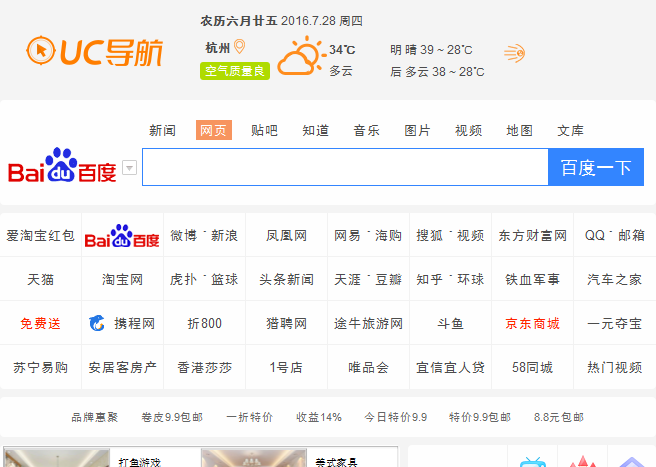 农历六月廿五 2016.7.28 周四
UC导航
杭州 34℃ 明 晴 39 ~ 28℃
空气质量良 多云 后 多云 38 ~ 28℃
新闻 网页 贴吧 知道 音乐 图片 视频 地图 文库
Bai du 百度 百度一下
爱淘宝红包 Bai du 百度 微博 - 新浪 凤凰网 网易 - 海购 搜狐 - 视频 东方财富网 QQ - 邮箱
天猫 淘宝网 虎扑 - 篮球 头条新闻 天涯 - 豆瓣 知乎 - 环球 铁血军事 汽车之家
免费送 携程网 折800 猎聘网 途牛旅游网 斗鱼 京东商城 一元夺宝
苏宁易购 安居客房产 香港莎莎 1号店 唯品会 宜信宜人贷 58同城 热门视频
品牌惠聚 卷皮9.9包邮 一折特价 收益14% 今日特价9.9 特价9.9包邮 8.8元包邮
打鱼游戏 美式家具